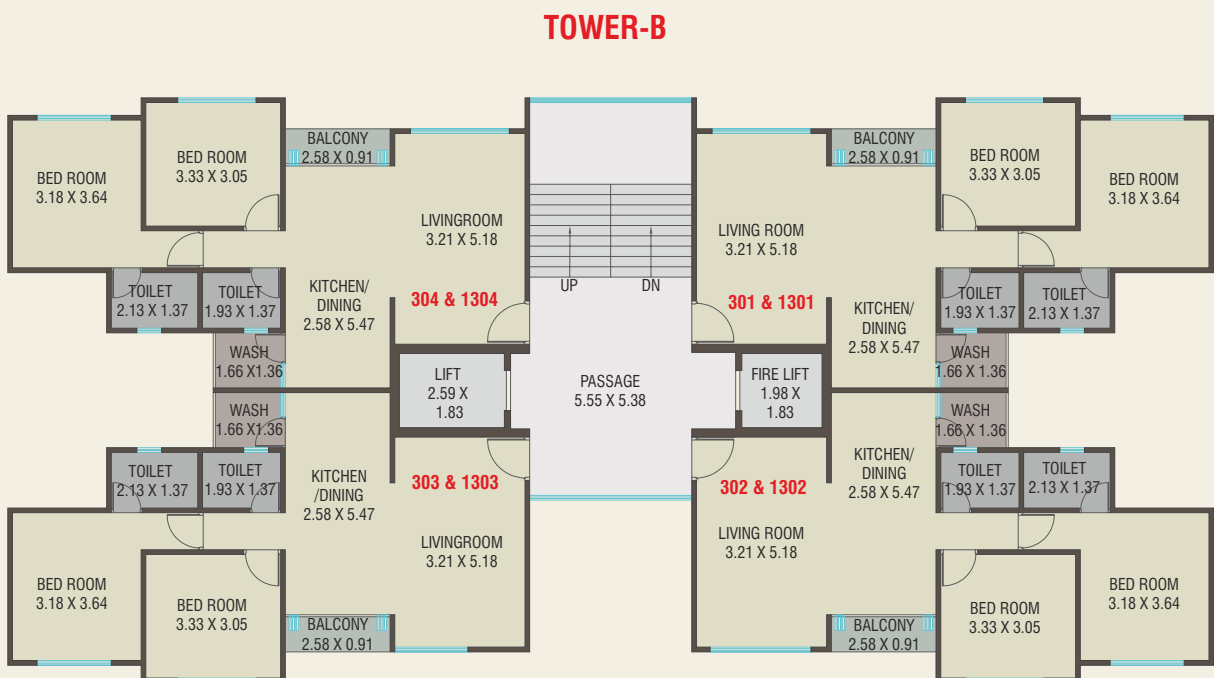 TOWER-B
BED ROOM
3.18 X 3.64
BED ROOM
3.33 X 3.05
BALCONY
2.58 X 0.91
LIVINGROOM
3.21 X 5.18
KITCHEN/
DINING
2.58 X 5.47
304 & 1304
TOILET
2.13 X 1.37
TOILET
1.93 X 1.37
WASH
1.66 X1.36
UP
DN
BALCONY
2.58 X 0.91
BED ROOM
3.33 X 3.05
BED ROOM
3.18 X 3.64
LIVING ROOM
3.21 X 5.18
301 & 1301
KITCHEN/
DINING
2.58 X 5.47
TOILET
1.93 X 1.37
TOILET
2.13 X 1.37
WASH
1.66 X 1.36
LIFT
2.59 X
1.83
PASSAGE
5.55 X 5.38
FIRE LIFT
1.98 X
1.83
WASH
1.66 X1.36
TOILET
2.13 X 1.37
TOILET
1.93 X 1.37
KITCHEN
/DINING
2.58 X 5.47
303 & 1303
LIVINGROOM
3.21 X 5.18
BED ROOM
3.18 X 3.64
BED ROOM
3.33 X 3.05
BALCONY
2.58 X 0.91
WASH
1.66 X 1.36
KITCHEN/
DINING
2.58 X 5.47
TOILET
1.93 X 1.37
TOILET
2.13 X 1.37
302 & 1302
LIVING ROOM
3.21 X 5.18
BALCONY
2.58 X 0.91
BED ROOM
3.33 X 3.05
BED ROOM
3.18 X 3.64